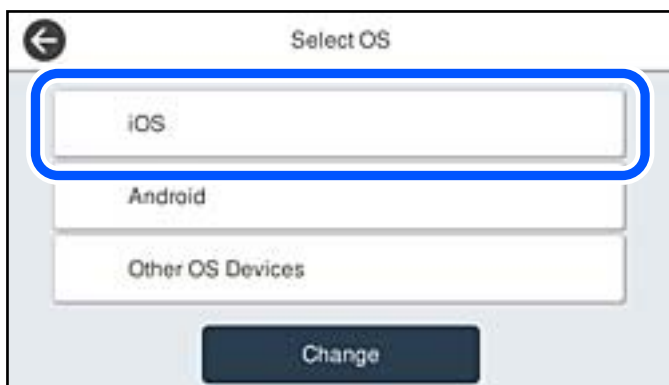 Select OS
iOS
Android
Other OS Devices
Change